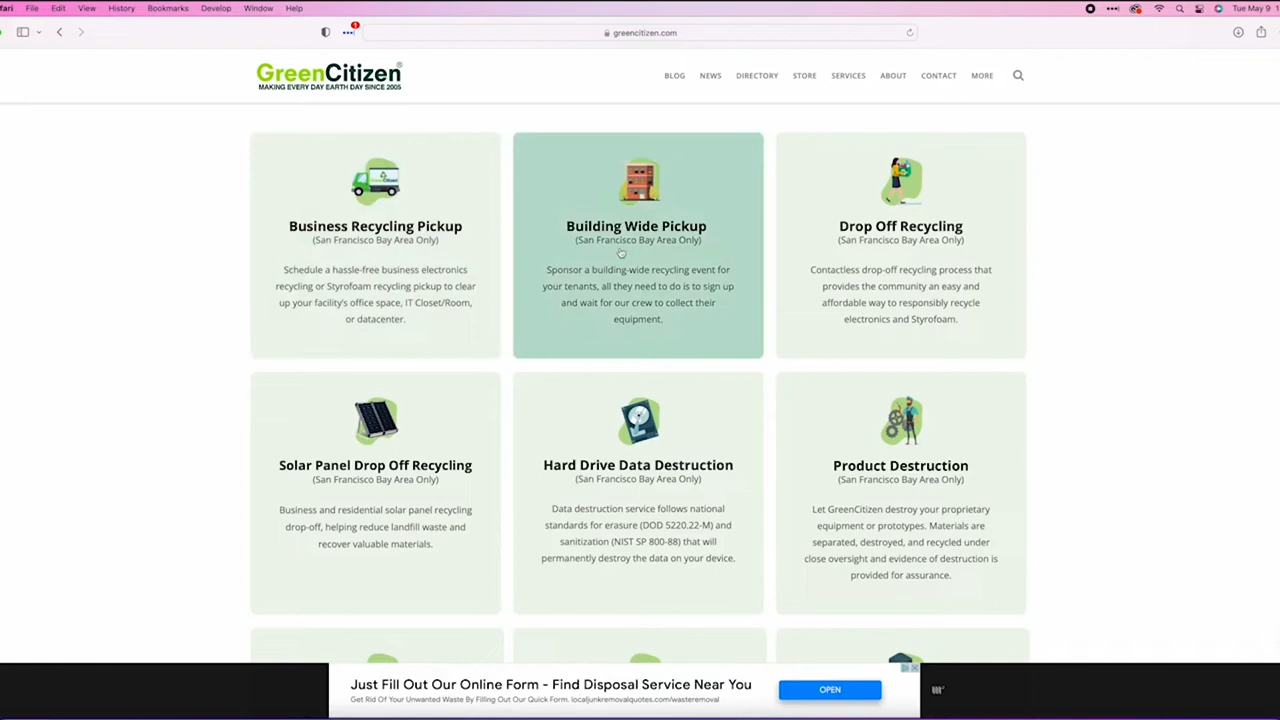 fari File Edit View History Bookmarks Develop Window Help
Tue May 9
1
greencitizen.com
GreenCitizen®
MAKING EVERY DAY EARTH DAY SINCE 2005
BLOG NEWS DIRECTORY STORE SERVICES ABOUT CONTACT MORE
Business Recycling Pickup
(San Francisco Bay Area Only)
Schedule a hassle-free business electronics
recycling or Styrofoam recycling pickup to clear
up your facility's office space, IT Closet/Room,
or datacenter.
Building Wide Pickup
(San Francisco Bay Area Only)
Sponsor a building-wide recycling event for
your tenants, all they need to do is to sign up
and wait for our crew to collect their
equipment.
Drop Off Recycling
(San Francisco Bay Area Only)
Contactless drop-off recycling process that
provides the community an easy and
affordable way to responsibly recycle
electronics and Styrofoam.
Solar Panel Drop Off Recycling
(San Francisco Bay Area Only)
Business and residential solar panel recycling
drop-off, helping reduce landfill waste and
recover valuable materials.
Hard Drive Data Destruction
(San Francisco Bay Area Only)
Data destruction service follows national
standards for erasure (DOD 5220.22-M) and
sanitization (NIST SP 800-88) that will
permanently destroy the data on your device.
Product Destruction
(San Francisco Bay Area Only)
Let GreenCitizen destroy your proprietary
equipment or prototypes. Materials are
separated, destroyed, and recycled under
close oversight and evidence of destruction is
provided for assurance.
Just Fill Out Our Online Form - Find Disposal Service Near You
Get Rid Of Your Unwanted Waste By Filling Out Our Quick Form. localjunkremovalquotes.com/wasteremoval
OPEN